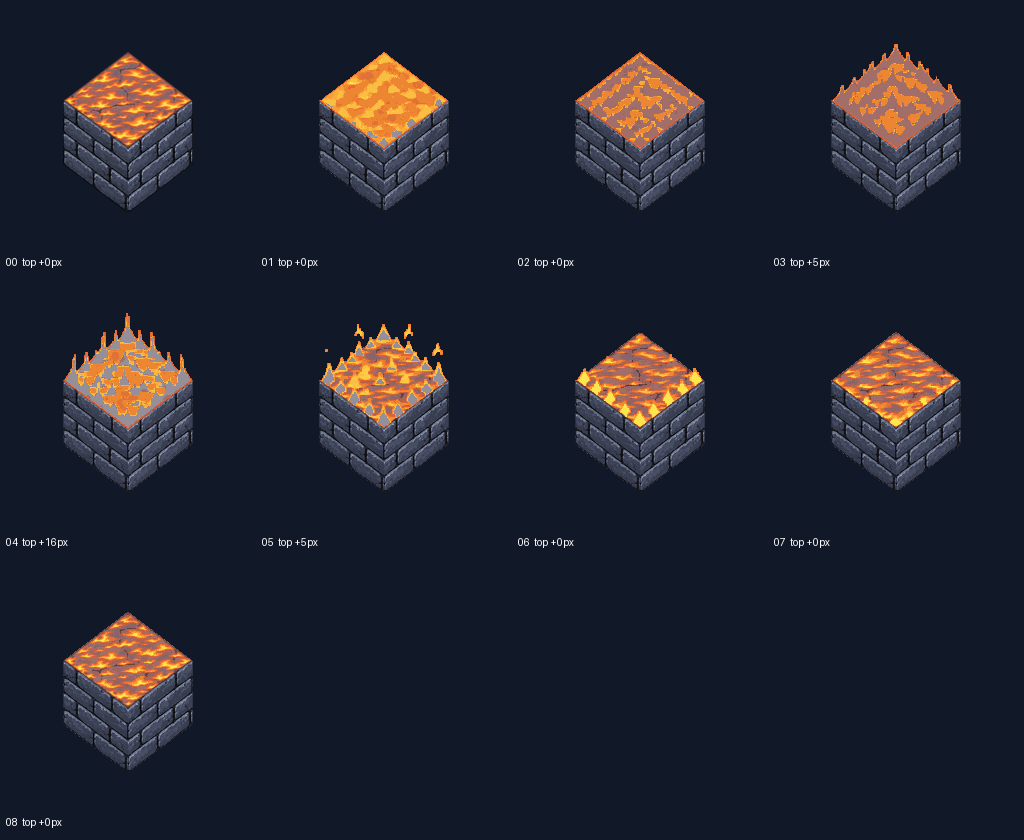 00 top +0px
01 top +0px
02 top +0px
03 top +5px
04 top +16px
05 top +5px
06 top +0px
07 top +0px
08 top +0px